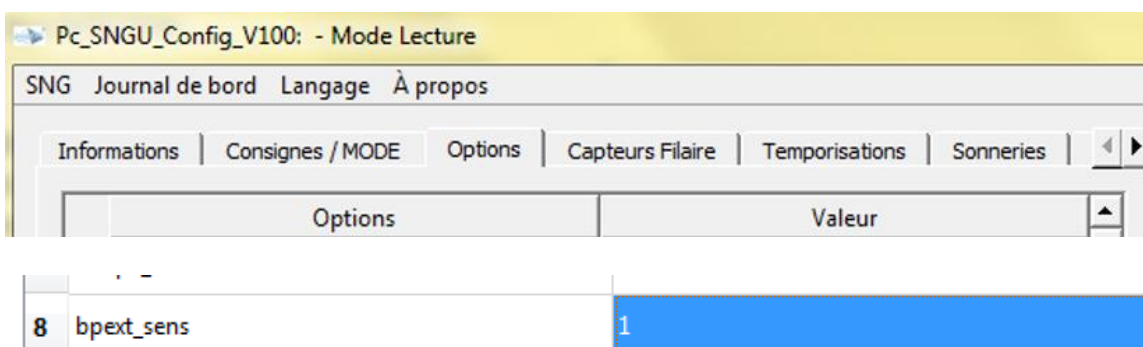 Pc_SNGU_Config_V100: - Mode Lecture
SNG Journal de bord Langage À propos
Informations Consignes / MODE Options Capteurs Filaire Temporisations Sonneries
Options Valeur
8 bpext_sens 1